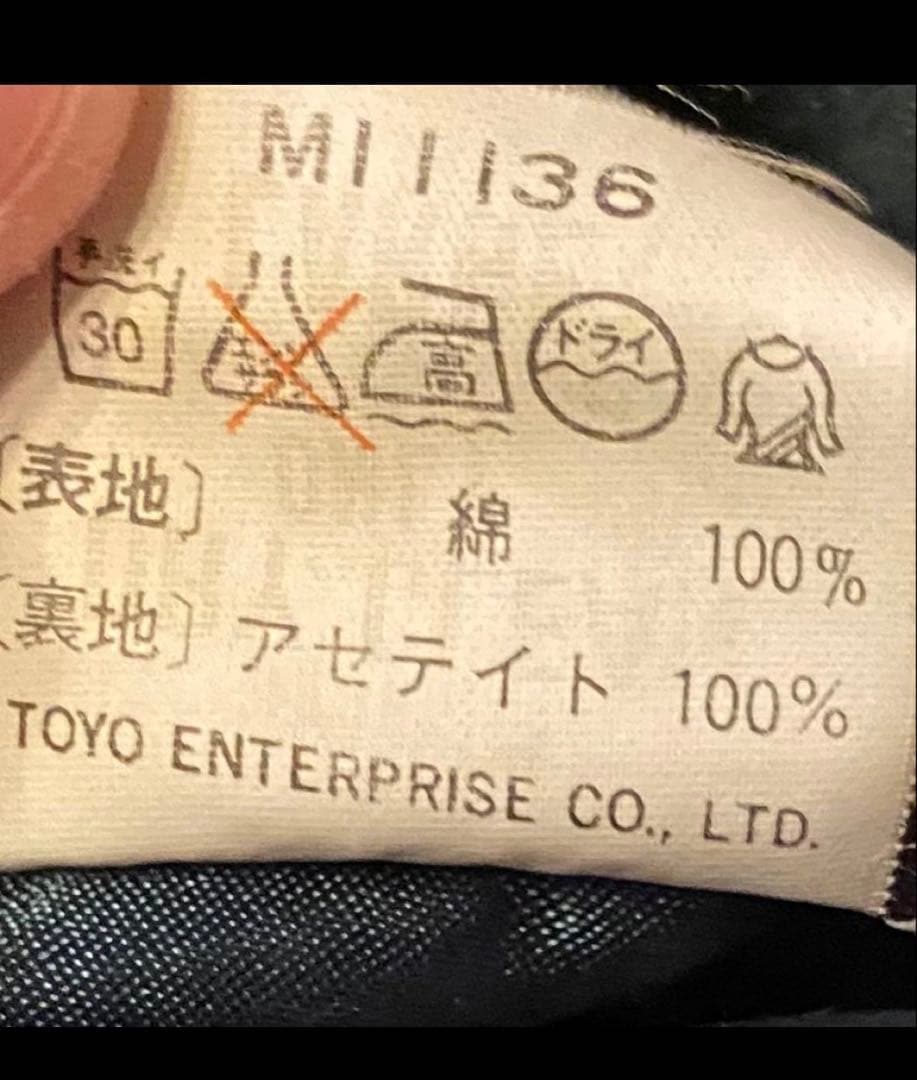 M11136
手洗イ
30
高
ドライ
〔表地〕 綿 100%
〔裏地〕 アセテイト 100%
TOYO ENTERPRISE CO., LTD.